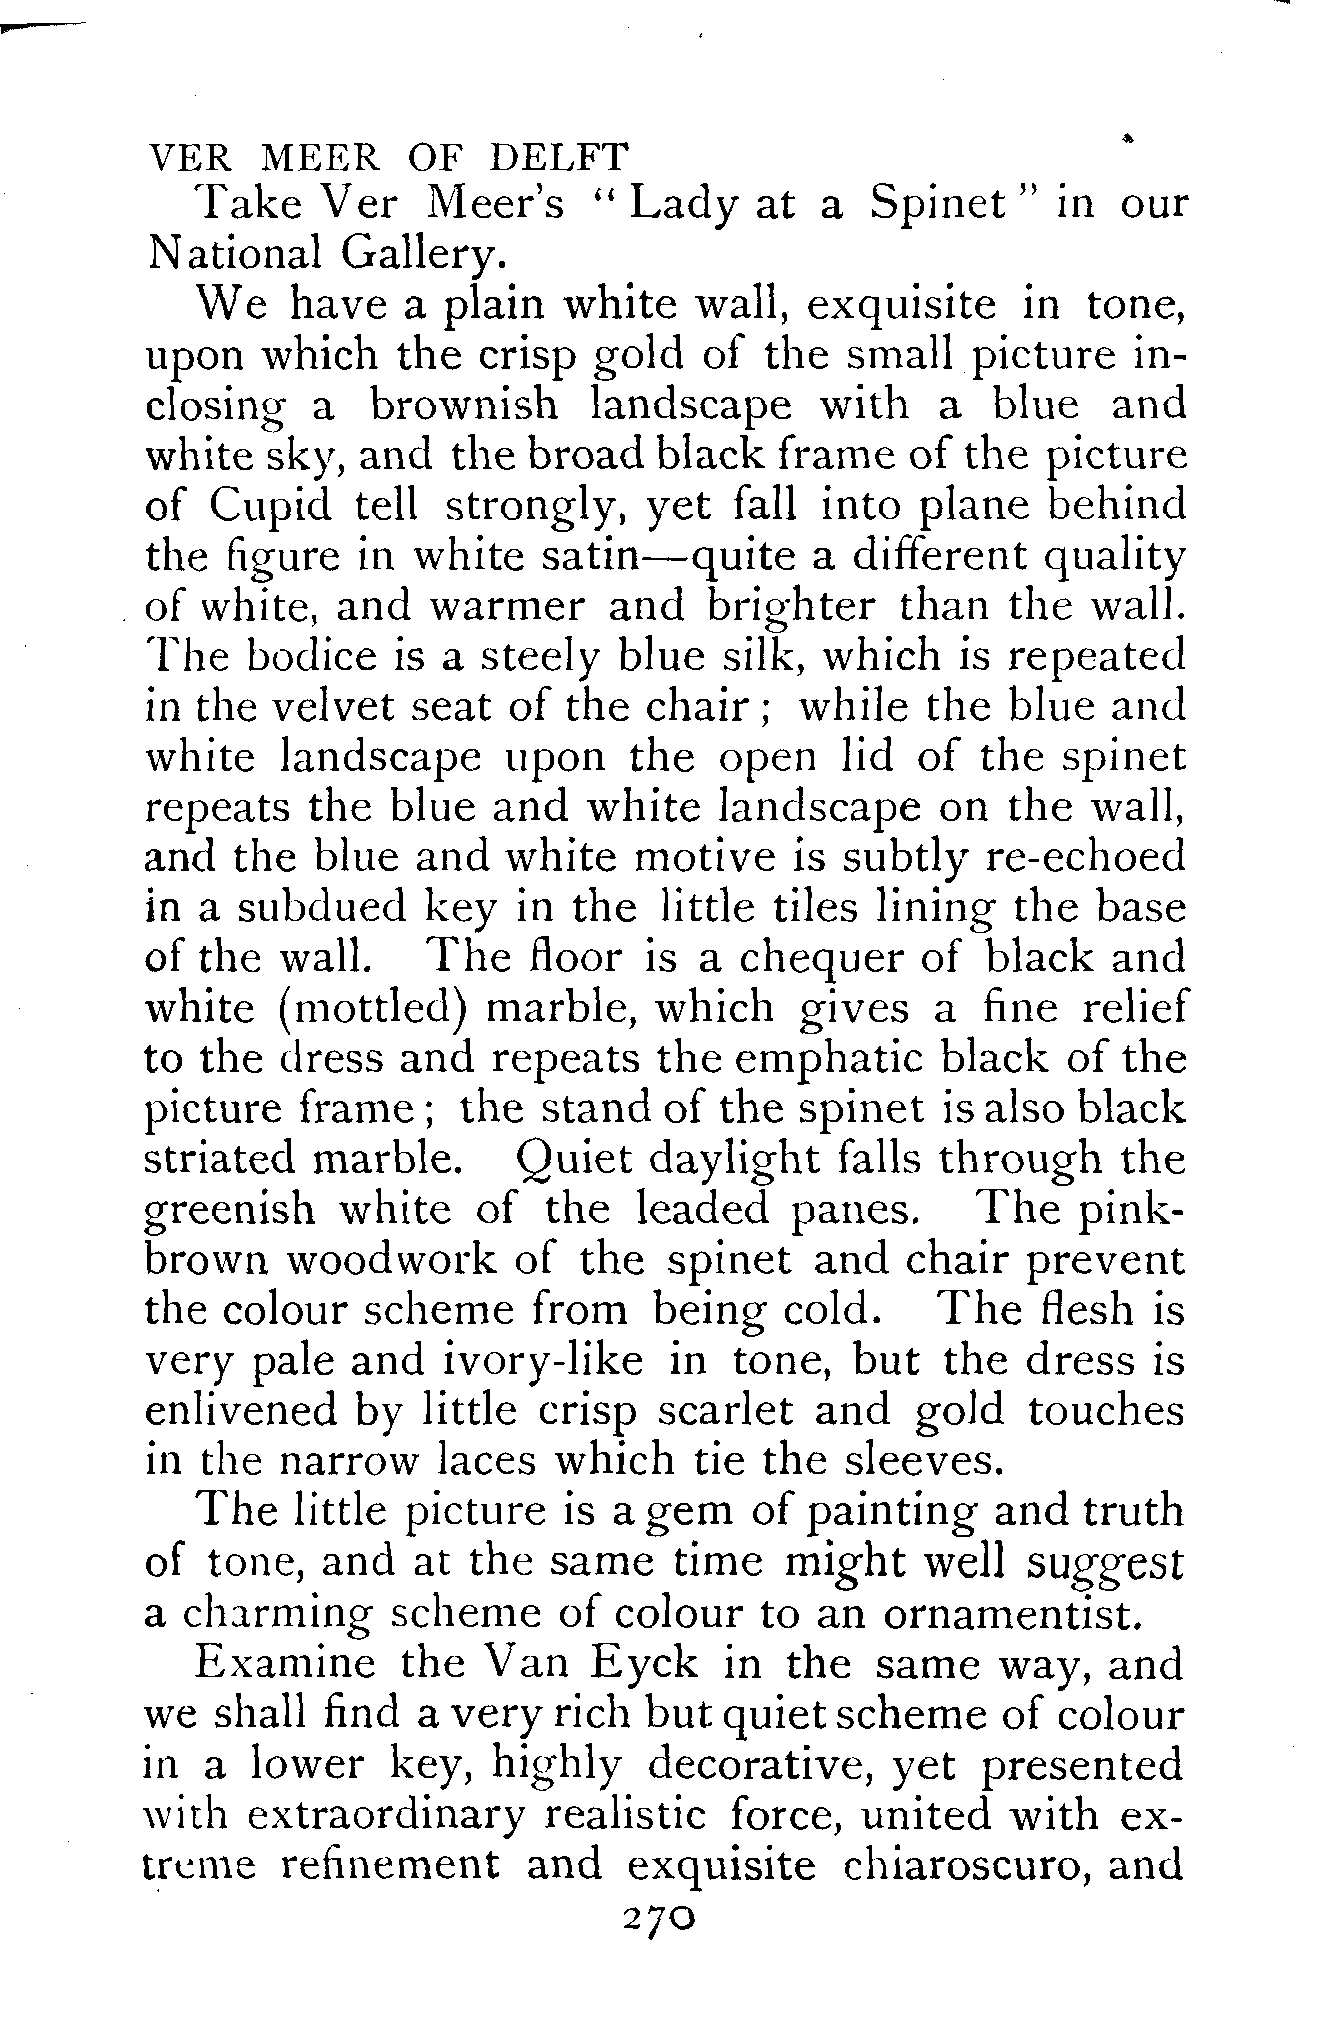 VER MEER OF DELFT
Take Ver Meer's “Lady at a Spinet” in our
National Gallery.
We have a plain white wall, exquisite in tone,
upon which the crisp gold of the small picture in-
closing a brownish landscape with a blue and
white sky, and the broad black frame of the picture
of Cupid tell strongly, yet fall into plane behind
the figure in white satin—quite a different quality
of white, and warmer and brighter than the wall.
The bodice is a steely blue silk, which is repeated
in the velvet seat of the chair; while the blue and
white landscape upon the open lid of the spinet
repeats the blue and white landscape on the wall,
and the blue and white motive is subtly re-echoed
in a subdued key in the little tiles lining the base
of the wall. The floor is a chequer of black and
white (mottled) marble, which gives a fine relief
to the dress and repeats the emphatic black of the
picture frame; the stand of the spinet is also black
striated marble. Quiet daylight falls through the
greenish white of the leaded panes. The pink-
brown woodwork of the spinet and chair prevent
the colour scheme from being cold. The flesh is
very pale and ivory-like in tone, but the dress is
enlivened by little crisp scarlet and gold touches
in the narrow laces which tie the sleeves.
The little picture is a gem of painting and truth
of tone, and at the same time might well suggest
a charming scheme of colour to an ornamentist.
Examine the Van Eyck in the same way, and
we shall find a very rich but quiet scheme of colour
in a lower key, highly decorative, yet presented
with extraordinary realistic force, united with ex-
treme refinement and exquisite chiaroscuro, and
270